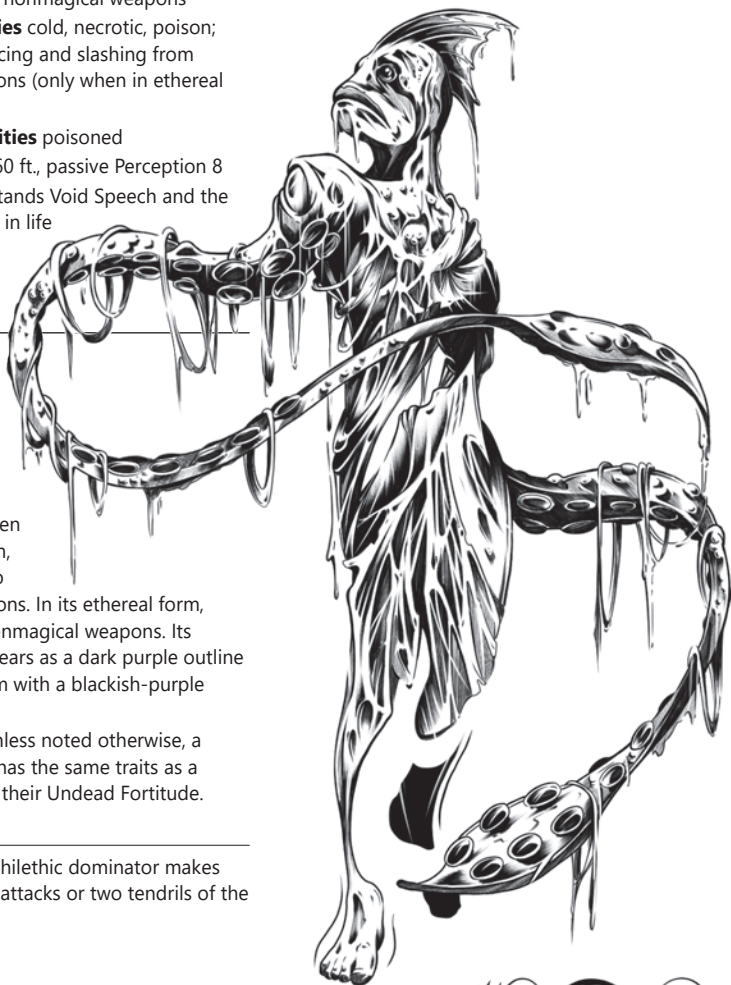 nonmagical weapons
ies cold, necrotic, poison;
cing and slashing from
ons (only when in ethereal
ities poisoned
60 ft., passive Perception 8
tands Void Speech and the
in life
en
n,
o
ons. In its ethereal form,
onmagical weapons. Its
ears as a dark purple outline
m with a blackish-purple
nless noted otherwise, a
has the same traits as a
their Undead Fortitude.
hilethic dominator makes
attacks or two tendrils of the